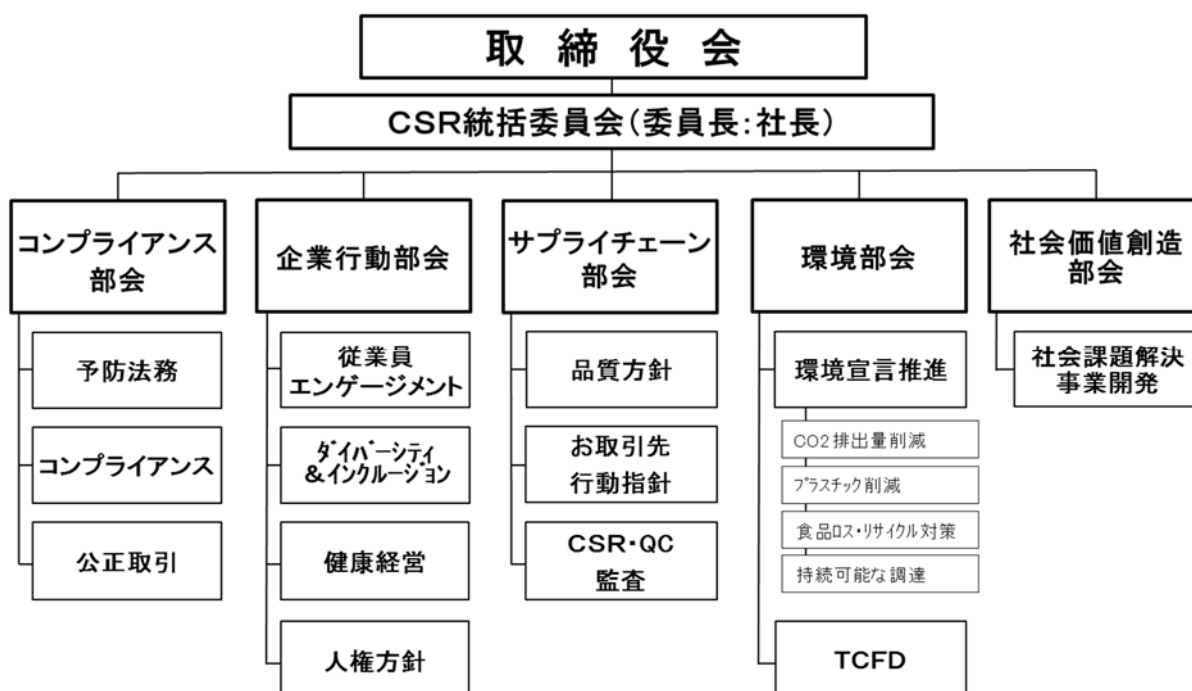 取締役会
CSR統括委員会(委員長:社長)
コンプライアンス
部会
予防法務
コンプライアンス
公正取引
企業行動部会
従業員
エンゲージメント
ダイバーシティ
&インクルージョン
健康経営
人権方針
サプライチェーン
部会
品質方針
お取引先
行動指針
CSR・QC
監査
環境部会
環境宣言推進
CO2排出量削減
プラスチック削減
食品ロス・リサイクル対策
持続可能な調達
TCFD
社会価値創造
部会
社会課題解決
事業開発